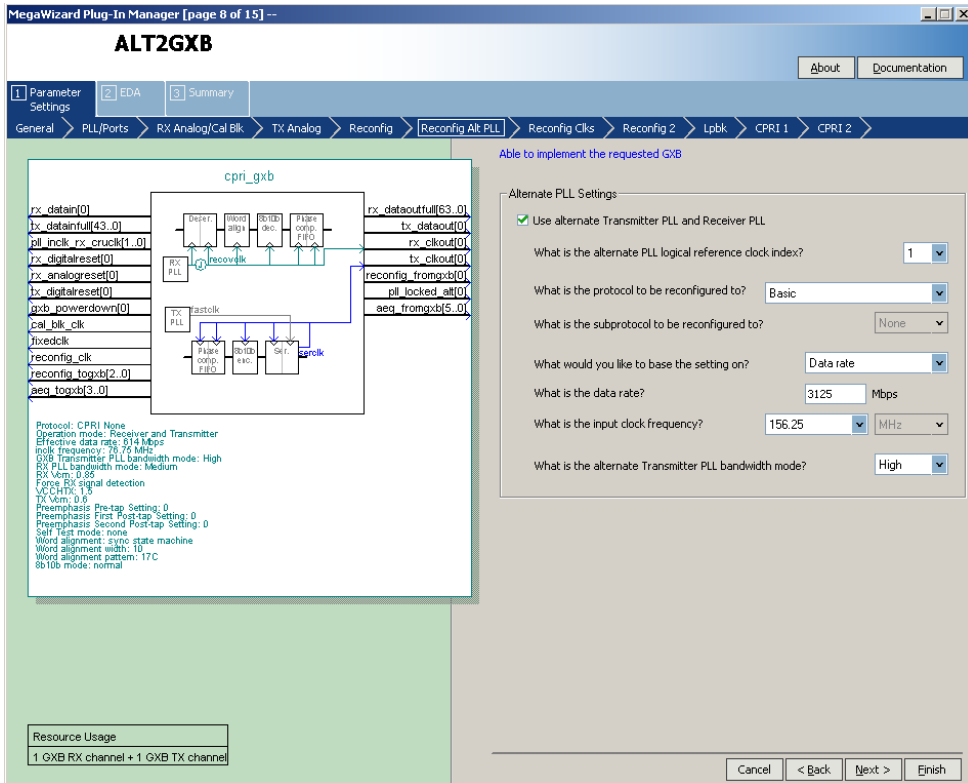 MegaWizard Plug-In Manager [page 8 of 15] --
ALT2GXB
About
Documentation
1 Parameter Settings
2 EDA
3 Summary
General
PLL/Ports
RX Analog/Cal Blk
TX Analog
Reconfig
Reconfig Alt PLL
Reconfig Clks
Reconfig 2
Lpbk
CPRI 1
CPRI 2
cpri_gxb
rx_datain[0]
tx_datainfull[43..0]
pll_inclk_rx_cruclk[1..0]
rx_digitalreset[0]
rx_analogreset[0]
tx_digitalreset[0]
gxb_powerdown[0]
cal_blk_clk
fixedclk
reconfig_clk
reconfig_togxb[2..0]
aeq_togxb[3..0]
Deser.
Word align
8b10b dec.
Phase comp. FIFO
RX PLL
recovclk
TX PLL
fastclk
Phase comp. FIFO
8b10b enc.
Ser.
serclk
rx_dataoutfull[63..0]
tx_dataout[0]
rx_clkout[0]
tx_clkout[0]
reconfig_fromgxb[0]
pll_locked_alt[0]
aeq_fromgxb[5..0]
Protocol: CPRI None
Operation mode: Receiver and Transmitter
Effective data rate: 614 Mbps
inclk frequency: 76.75 MHz
GXB Transmitter PLL bandwidth mode: High
RX PLL bandwidth mode: Medium
RX Vcm: 0.85
Force RX signal detection
VCCHTX: 1.5
TX Vcm: 0.6
Preemphasis Pre-tap Setting: 0
Preemphasis First Post-tap Setting: 0
Preemphasis Second Post-tap Setting: 0
Self Test mode: none
Word alignment: sync state machine
Word alignment width: 10
Word alignment pattern: 17C
8b10b mode: normal
Resource Usage
1 GXB RX channel + 1 GXB TX channel
Able to implement the requested GXB
Alternate PLL Settings
Use alternate Transmitter PLL and Receiver PLL
What is the alternate PLL logical reference clock index? 1
What is the protocol to be reconfigured to? Basic
What is the subprotocol to be reconfigured to? None
What would you like to base the setting on? Data rate
What is the data rate? 3125 Mbps
What is the input clock frequency? 156.25 MHz
What is the alternate Transmitter PLL bandwidth mode? High
Cancel
< Back
Next >
Finish